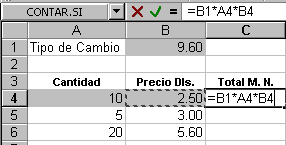 CONTAR.SI =B1*A4*B4
A B C
1 Tipo de Cambio 9.60
2
3 Cantidad Precio Dls. Total M. N.
4 10 2.50 =B1*A4*B4
5 5 3.00
6 20 5.60